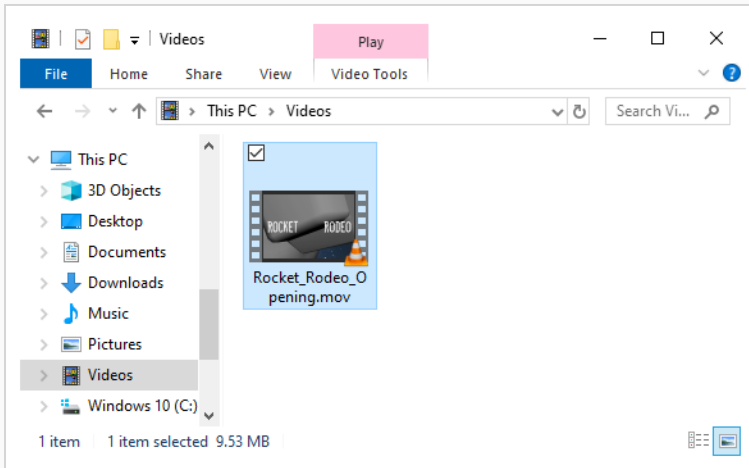 Videos
Play
File
Home
Share
View
Video Tools
?
This PC
Videos
Search Vi...
This PC
3D Objects
Desktop
Documents
Downloads
Music
Pictures
Videos
Windows 10 (C:)
ROCKET RODEO
Rocket_Rodeo_O
pening.mov
1 item
1 item selected 9.53 MB